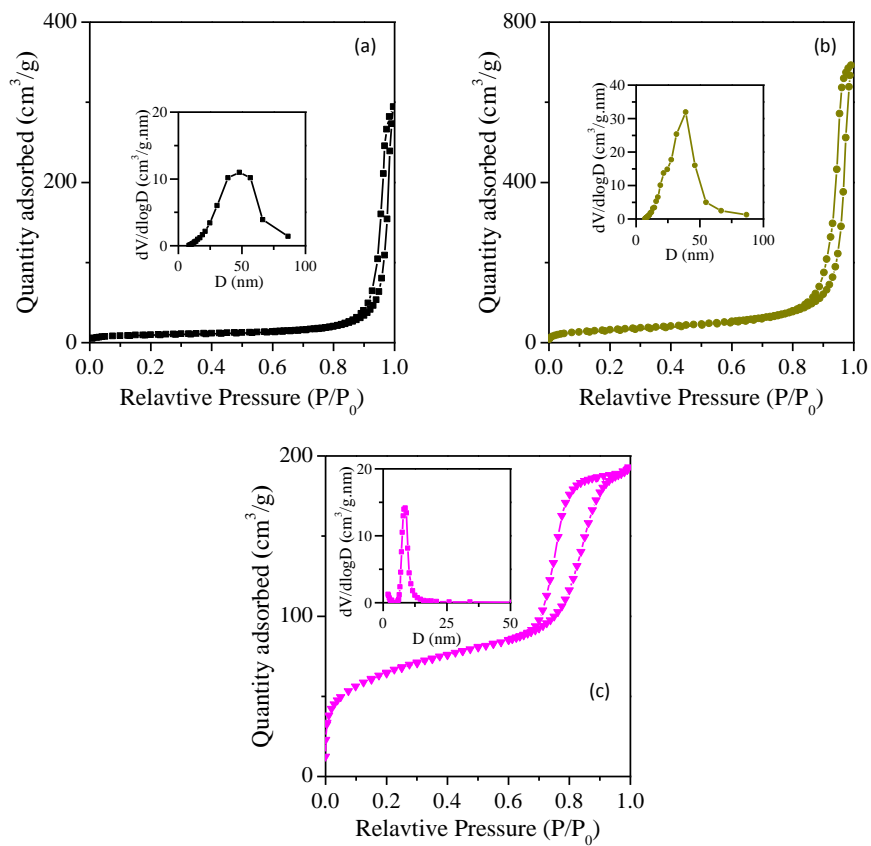 (a)
Quantity adsorbed (cm³/g)
400
200
0
0.0 0.2 0.4 0.6 0.8 1.0
Relavtive Pressure (P/P₀)
dV/dlogD (cm³/g.nm)
20
10
0
0 50 100
D (nm)
(b)
Quantity adsorbed (cm³/g)
800
400
0
0.0 0.2 0.4 0.6 0.8 1.0
Relavtive Pressure (P/P₀)
dV/dlogD (cm³/g.nm)
40
30
20
10
0
0 50 100
D (nm)
(c)
Quantity adsorbed (cm³/g)
200
100
0
0.0 0.2 0.4 0.6 0.8 1.0
Relavtive Pressure (P/P₀)
dV/dlogD (cm³/g.nm)
20
10
0
0 25 50
D (nm)